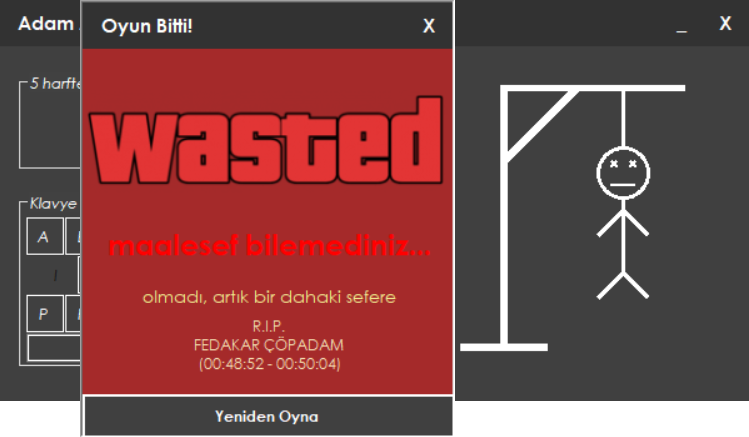 Adam
Oyun Bitti!
X
_
X
5 harfte
wasted
Klavye
A
I
P
maalesef bilemediniz...
olmadı, artık bir dahaki sefere
R.I.P.
FEDAKAR ÇÖPADAM
(00:48:52 - 00:50:04)
Yeniden Oyna